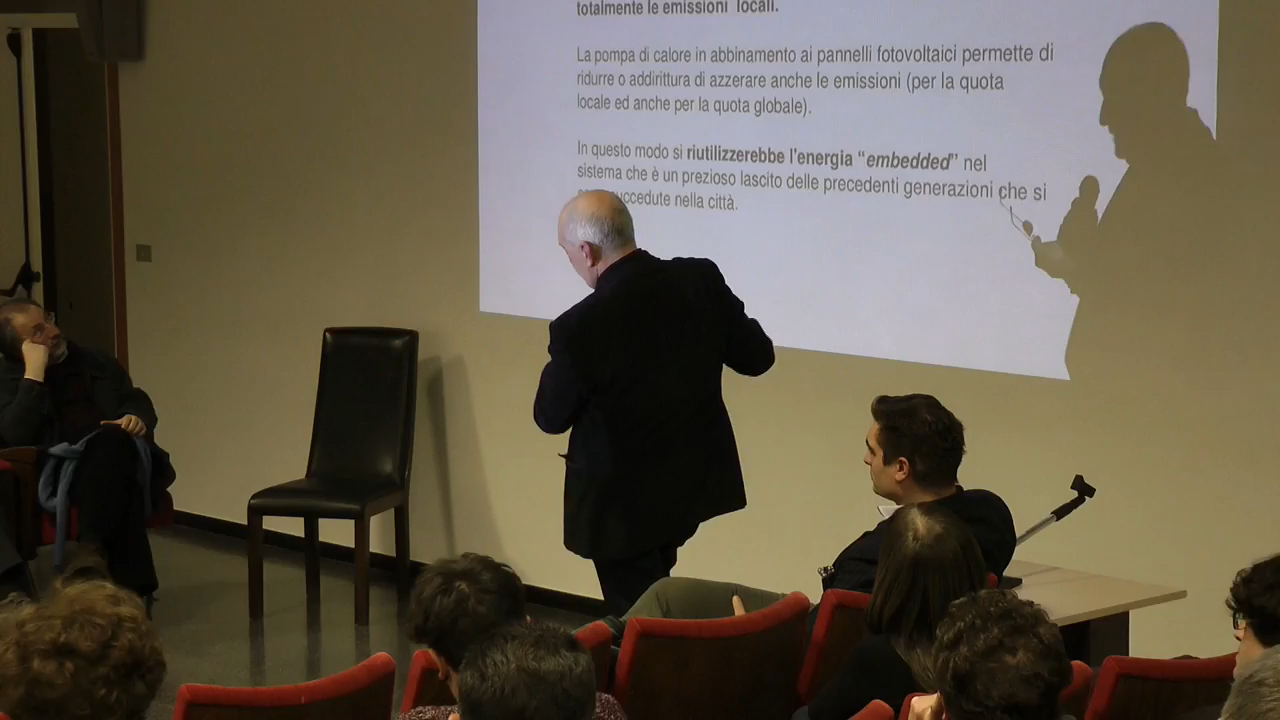 totalmente le emissioni locali.
La pompa di calore in abbinamento ai pannelli fotovoltaici permette di
ridurre o addirittura di azzerare anche le emissioni (per la quota
locale ed anche per la quota globale).
In questo modo si riutilizzerebbe l'energia “embedded” nel
sistema che è un prezioso lascito delle precedenti generazioni che si
nella città.